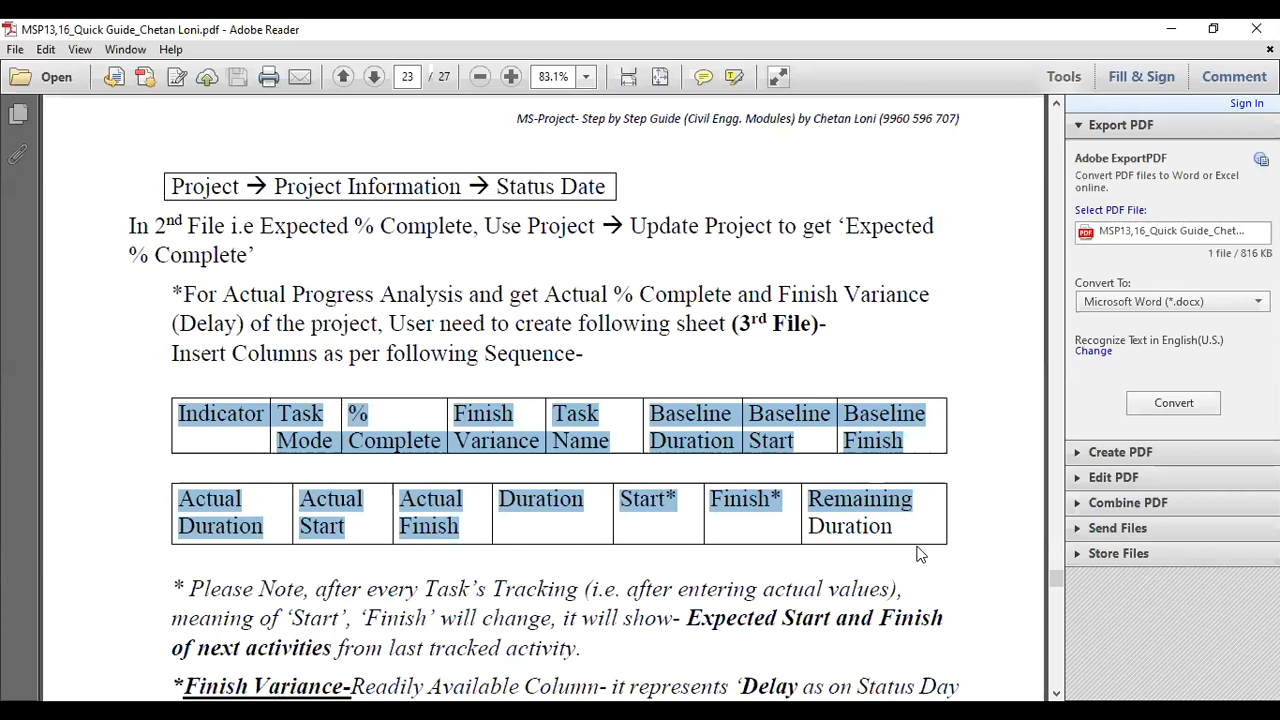 MSP13,16_Quick Guide_Chetan Loni.pdf - Adobe Reader
File Edit View Window Help
Open 23 / 27 83.1% Tools Fill & Sign Comment
Sign In
MS-Project- Step by Step Guide (Civil Engg. Modules) by Chetan Loni (9960 596 707)
Project → Project Information → Status Date
In 2nd File i.e Expected % Complete, Use Project → Update Project to get ‘Expected
% Complete’
*For Actual Progress Analysis and get Actual % Complete and Finish Variance
(Delay) of the project, User need to create following sheet (3rd File)-
Insert Columns as per following Sequence-
Indicator Task % Finish Task Baseline Baseline Baseline
Mode Complete Variance Name Duration Start Finish
Actual Actual Actual Duration Start* Finish* Remaining
Duration Start Finish Duration
* Please Note, after every Task’s Tracking (i.e. after entering actual values),
meaning of ‘Start’, ‘Finish’ will change, it will show- Expected Start and Finish
of next activities from last tracked activity.
*Finish Variance-Readily Available Column- it represents ‘Delay as on Status Day
Export PDF
Adobe ExportPDF
Convert PDF files to Word or Excel
online.
Select PDF File:
MSP13,16_Quick Guide_Chet...
1 file / 816 KB
Convert To:
Microsoft Word (*.docx)
Recognize Text in English(U.S.)
Change
Convert
Create PDF
Edit PDF
Combine PDF
Send Files
Store Files